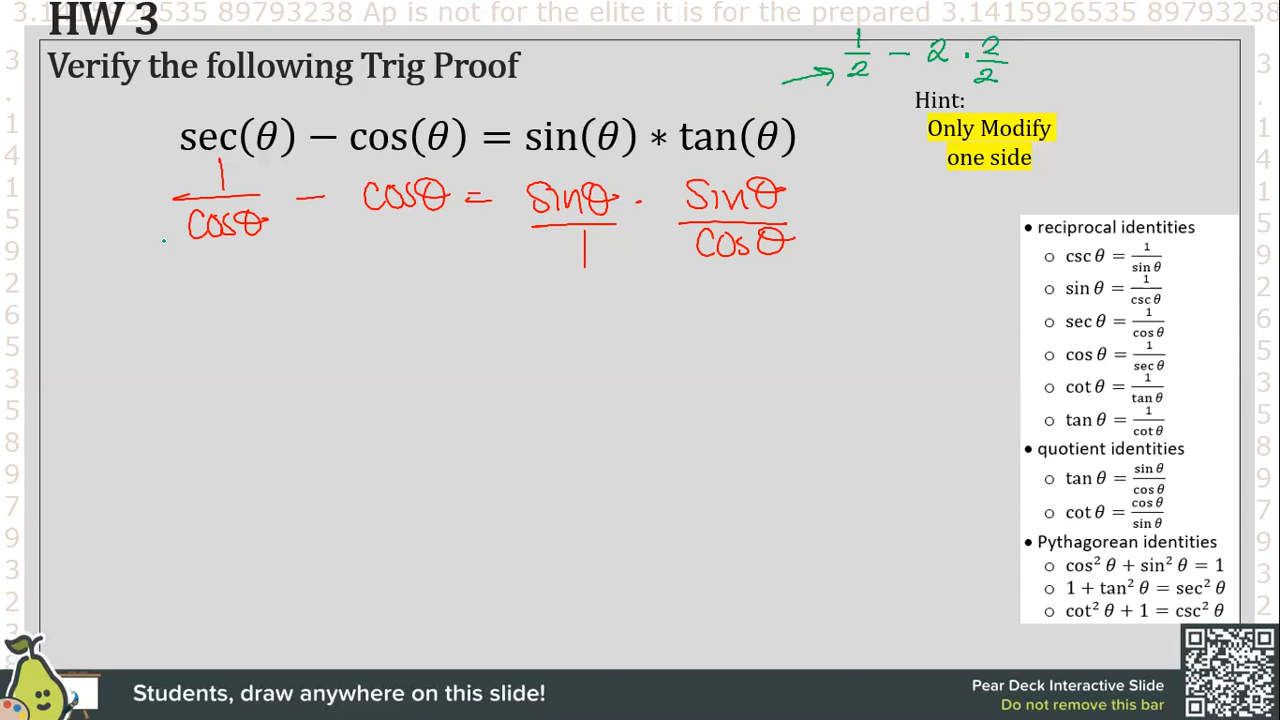 3.1415926535 89793238 Ap is not for the elite it is for the prepared 3.1415926535 89793238
HW 3
Verify the following Trig Proof
1/2 − 2 · 2/2
Hint:
Only Modify
one side
sec(θ) − cos(θ) = sin(θ) ∗ tan(θ)
1/cosθ − cosθ = sinθ/1 · sinθ/cosθ
• reciprocal identities
○ csc θ = 1/sin θ
○ sin θ = 1/csc θ
○ sec θ = 1/cos θ
○ cos θ = 1/sec θ
○ cot θ = 1/tan θ
○ tan θ = 1/cot θ
• quotient identities
○ tan θ = sin θ/cos θ
○ cot θ = cos θ/sin θ
• Pythagorean identities
○ cos² θ + sin² θ = 1
○ 1 + tan² θ = sec² θ
○ cot² θ + 1 = csc² θ
Students, draw anywhere on this slide!
Pear Deck Interactive Slide
Do not remove this bar